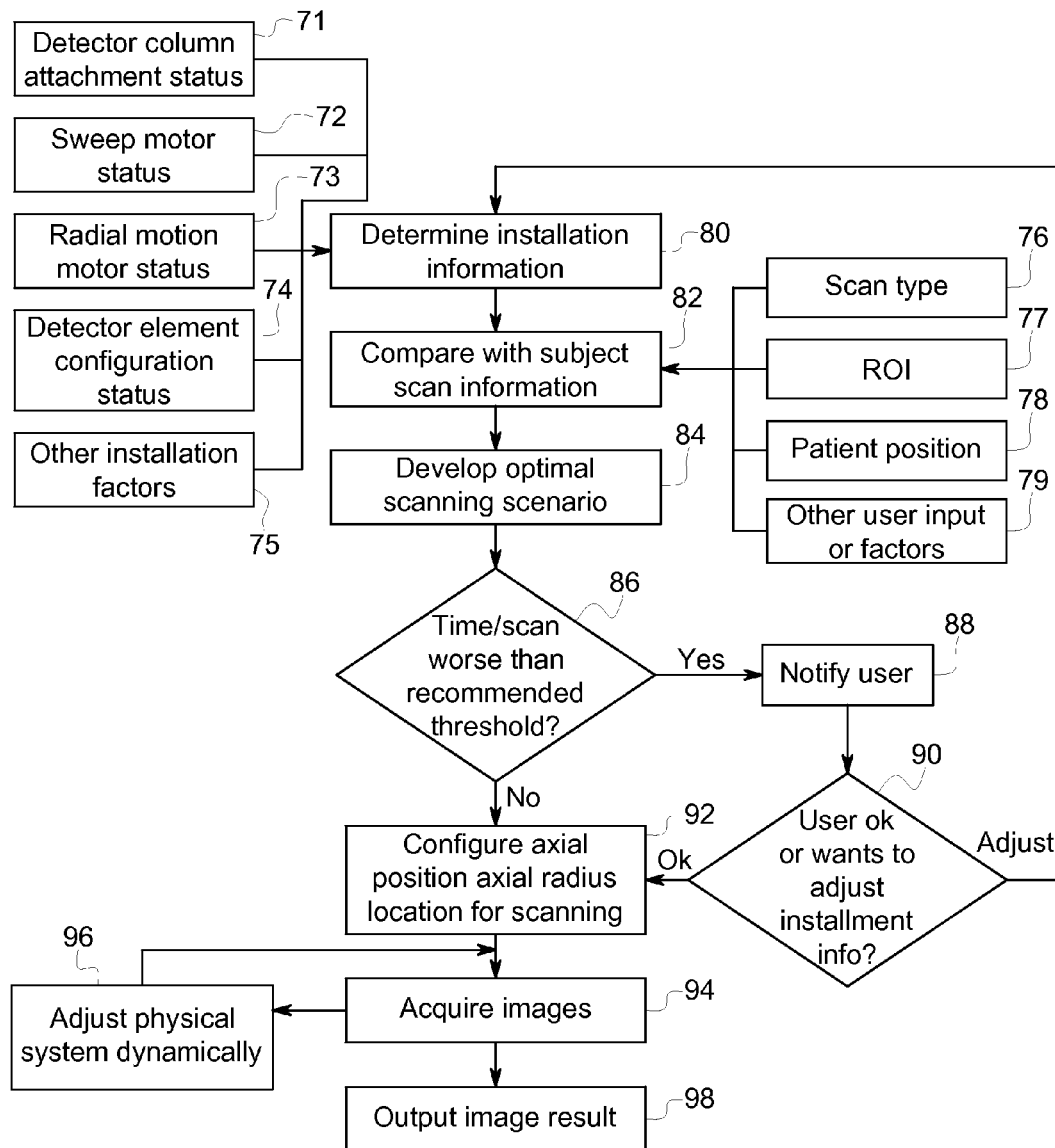 71
Detector column
attachment status
72
Sweep motor
status
73
Radial motion
motor status
74
Detector element
configuration
status
Other installation
factors
75
Determine installation
information
80
76
Scan type
82
Compare with subject
scan information
77
ROI
78
Patient position
84
Develop optimal
scanning scenario
79
Other user input
or factors
86
Time/scan
worse than
recommended
threshold?
Yes
88
Notify user
No
90
User ok
or wants to
adjust
installment
info?
Adjust
Ok
92
Configure axial
position axial radius
location for scanning
96
Adjust physical
system dynamically
Acquire images
94
Output image result
98